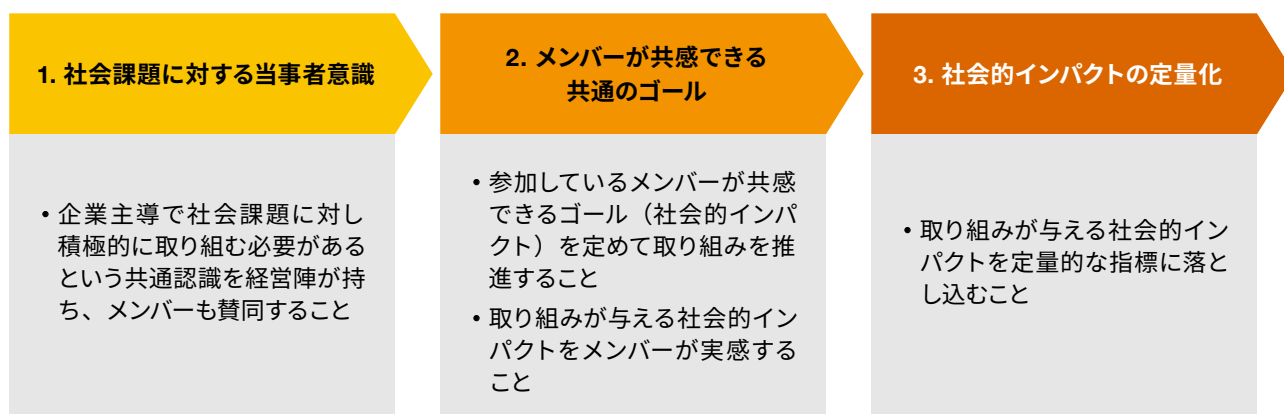 1. 社会課題に対する当事者意識
• 企業主導で社会課題に対し
積極的に取り組む必要がある
という共通認識を経営陣が持
ち、メンバーも賛同すること
2. メンバーが共感できる
共通のゴール
• 参加しているメンバーが共感
できるゴール（社会的インパ
クト）を定めて取り組みを推
進すること
• 取り組みが与える社会的イン
パクトをメンバーが実感する
こと
3. 社会的インパクトの定量化
• 取り組みが与える社会的イン
パクトを定量的な指標に落と
し込むこと